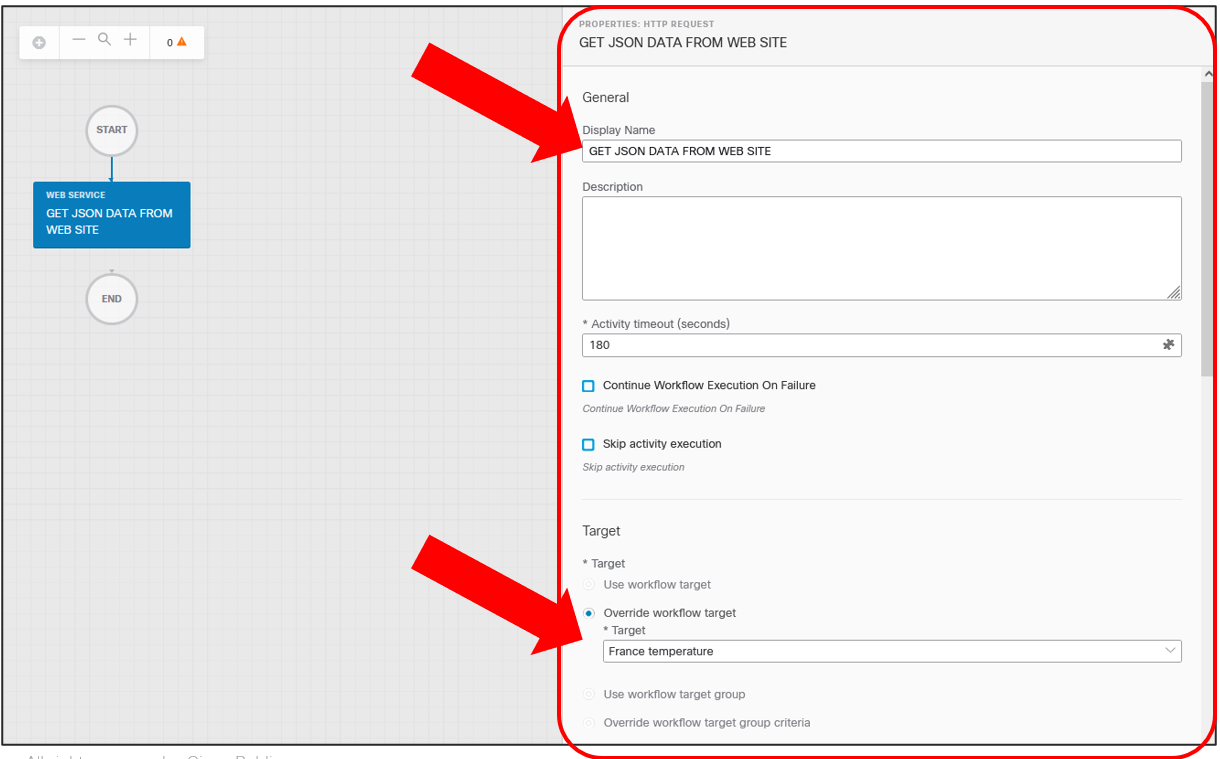 PROPERTIES: HTTP REQUEST
GET JSON DATA FROM WEB SITE
0
START
WEB SERVICE
GET JSON DATA FROM
WEB SITE
END
General
Display Name
GET JSON DATA FROM WEB SITE
Description
* Activity timeout (seconds)
180
Continue Workflow Execution On Failure
Continue Workflow Execution On Failure
Skip activity execution
Skip activity execution
Target
* Target
Use workflow target
Override workflow target
* Target
France temperature
Use workflow target group
Override workflow target group criteria